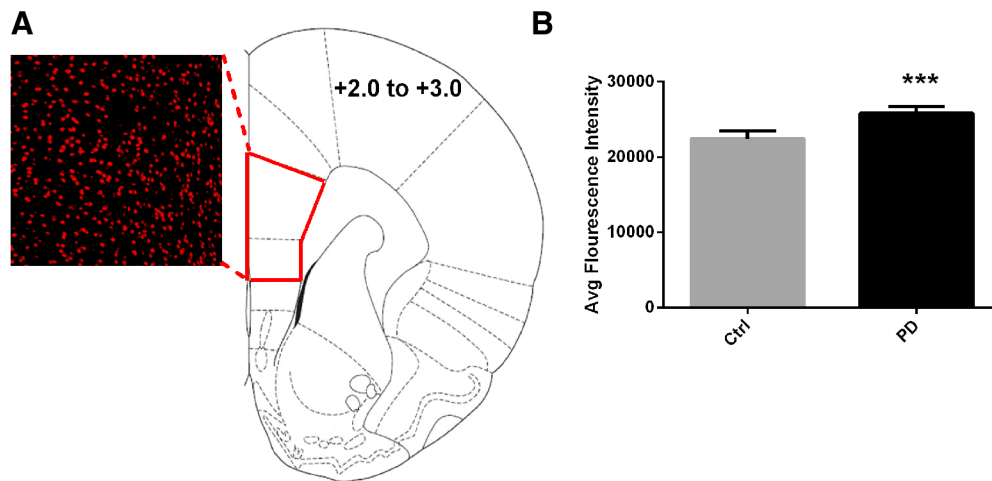 A
+2.0 to +3.0
B
***
Avg Flourescence Intensity
30000
20000
10000
0
Ctrl
PD